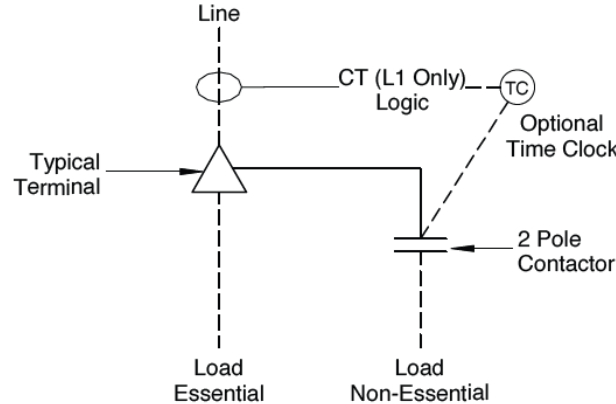 Line
CT (L1 Only)
Logic
TC
Optional
Time Clock
Typical
Terminal
2 Pole
Contactor
Load
Essential
Load
Non-Essential